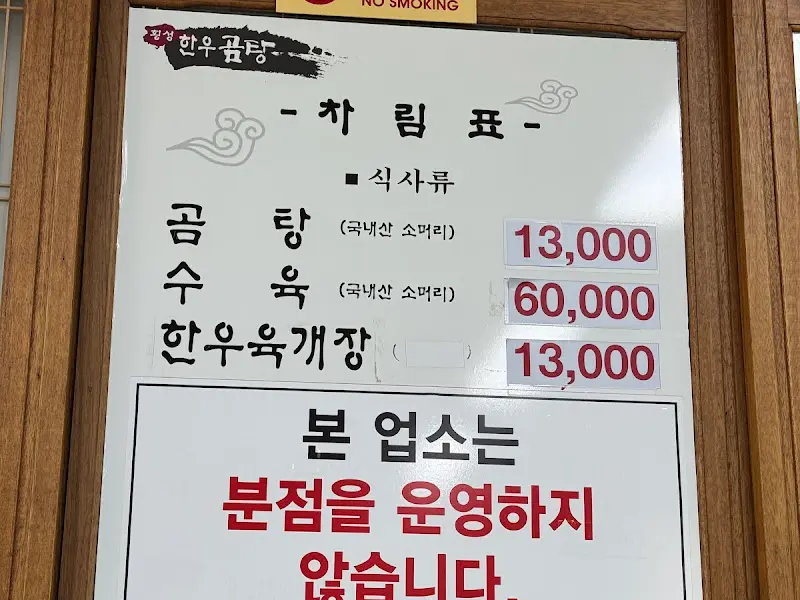 NO SMOKING
횡성 한우곰탕
- 차 림 표 -
■ 식사류
곰 탕 (국내산 소머리) 13,000
수 육 (국내산 소머리) 60,000
한우육개장 ( ) 13,000
본 업소는
분점을 운영하지
않습니다.